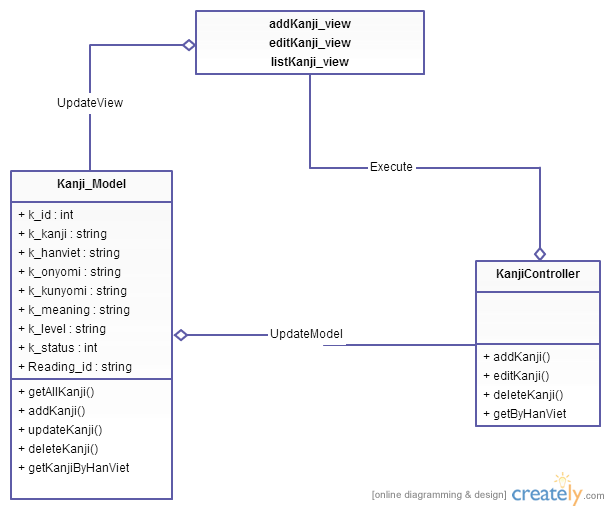 addKanji_view
editKanji_view
listKanji_view
UpdateView
Execute
Kanji_Model
+ k_id : int
+ k_kanji : string
+ k_hanviet : string
+ k_onyomi : string
+ k_kunyomi : string
+ k_meaning : string
+ k_level : string
+ k_status : int
+ Reading_id : string
+ getAllKanji()
+ addKanji()
+ updateKanji()
+ deleteKanji()
+ getKanjiByHanViet
UpdateModel
KanjiController
+ addKanji()
+ editKanji()
+ deleteKanji()
+ getByHanViet
[online diagramming & design] creately.com